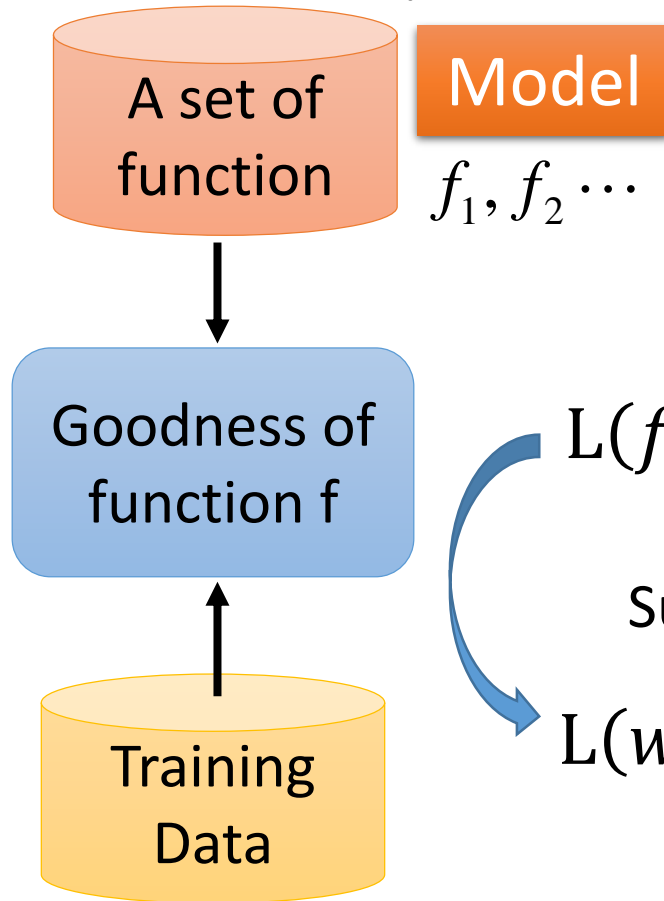 A set of
function
Model
f₁, f₂ ⋯
Goodness of
function f
L(f
Su
L(w
Training
Data